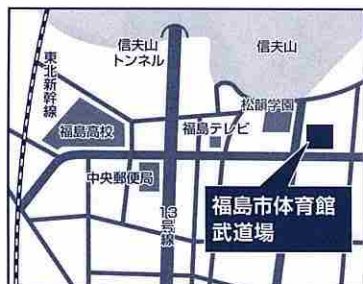 信夫山
トンネル
信夫山
東北新幹線
松韻学園
福島高校
福島テレビ
中央郵便局
13号線
福島市体育館
武道場